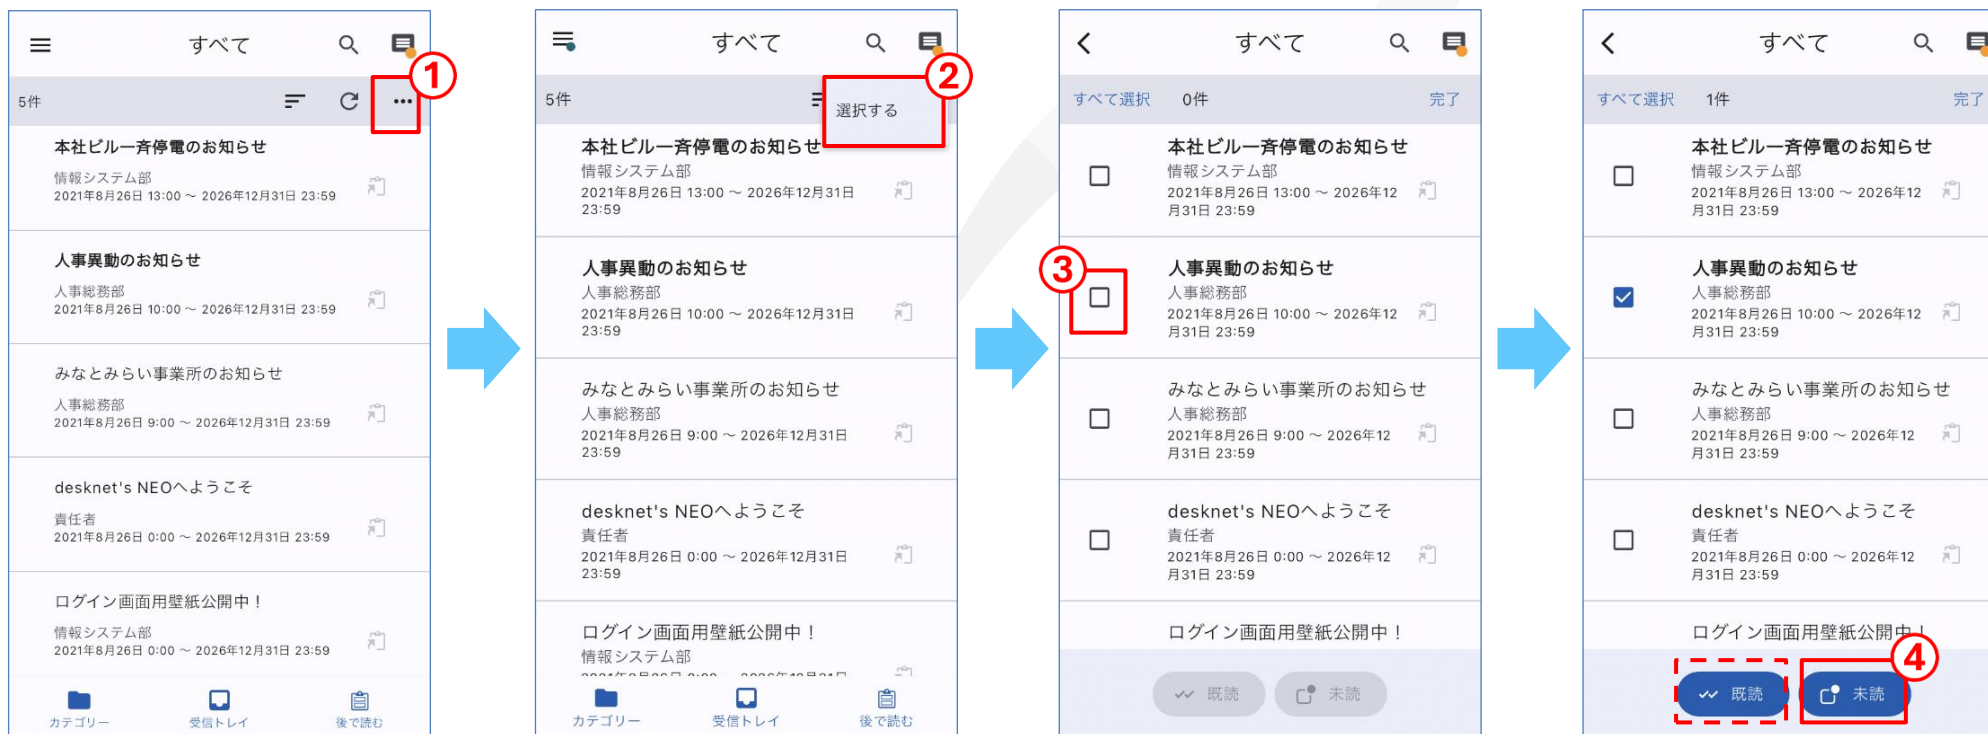 すべて
①
5件
本社ビル一斉停電のお知らせ
情報システム部
2021年8月26日 13:00 ～ 2026年12月31日 23:59
人事異動のお知らせ
人事総務部
2021年8月26日 10:00 ～ 2026年12月31日 23:59
みなとみらい事業所のお知らせ
人事総務部
2021年8月26日 9:00 ～ 2026年12月31日 23:59
desknet's NEOへようこそ
責任者
2021年8月26日 0:00 ～ 2026年12月31日 23:59
ログイン画面用壁紙公開中！
情報システム部
2021年8月26日 0:00 ～ 2026年12月31日 23:59
カテゴリー 受信トレイ 後で読む
すべて
②
5件
選択する
本社ビル一斉停電のお知らせ
情報システム部
2021年8月26日 13:00 ～ 2026年12月31日
23:59
人事異動のお知らせ
人事総務部
2021年8月26日 10:00 ～ 2026年12月31日
23:59
みなとみらい事業所のお知らせ
人事総務部
2021年8月26日 9:00 ～ 2026年12月31日
23:59
desknet's NEOへようこそ
責任者
2021年8月26日 0:00 ～ 2026年12月31日
23:59
ログイン画面用壁紙公開中！
情報システム部
2021年8月26日 0:00 ～ 2026年12月31日
カテゴリー 受信トレイ 後で読む
すべて
すべて選択 0件 完了
本社ビル一斉停電のお知らせ
情報システム部
2021年8月26日 13:00 ～ 2026年12
月31日 23:59
③
人事異動のお知らせ
人事総務部
2021年8月26日 10:00 ～ 2026年12
月31日 23:59
みなとみらい事業所のお知らせ
人事総務部
2021年8月26日 9:00 ～ 2026年12
月31日 23:59
desknet's NEOへようこそ
責任者
2021年8月26日 0:00 ～ 2026年12
月31日 23:59
ログイン画面用壁紙公開中！
既読 未読
すべて
すべて選択 1件 完了
本社ビル一斉停電のお知らせ
情報システム部
2021年8月26日 13:00 ～ 2026年12
月31日 23:59
人事異動のお知らせ
人事総務部
2021年8月26日 10:00 ～ 2026年12
月31日 23:59
みなとみらい事業所のお知らせ
人事総務部
2021年8月26日 9:00 ～ 2026年12
月31日 23:59
desknet's NEOへようこそ
責任者
2021年8月26日 0:00 ～ 2026年12
月31日 23:59
ログイン画面用壁紙公開中！
④
既読 未読